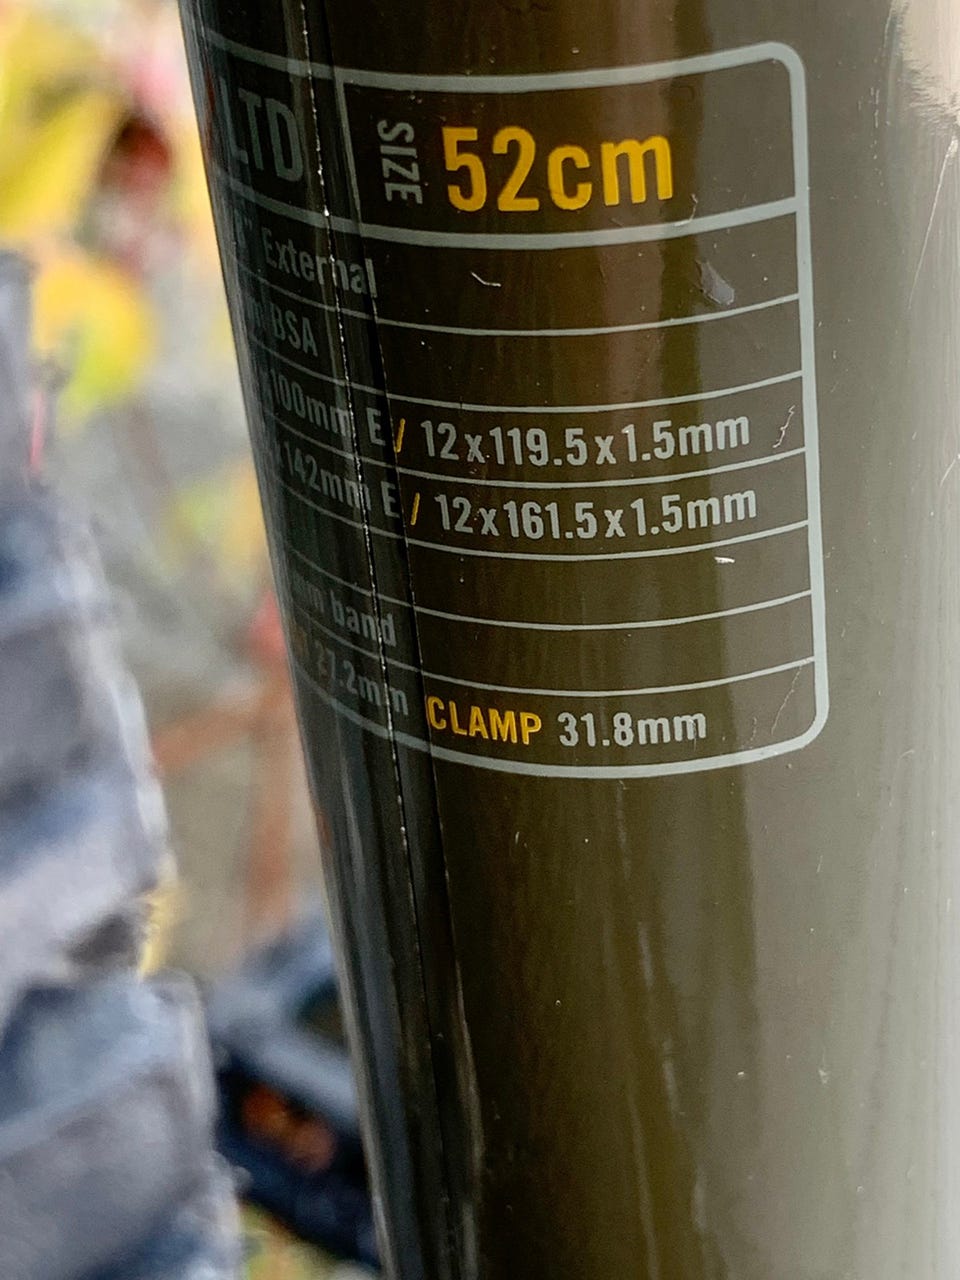 LTD SIZE 52cm
External
BSA
100mm E / 12x119.5x1.5mm
142mm E / 12x161.5x1.5mm
band
27.2mm CLAMP 31.8mm